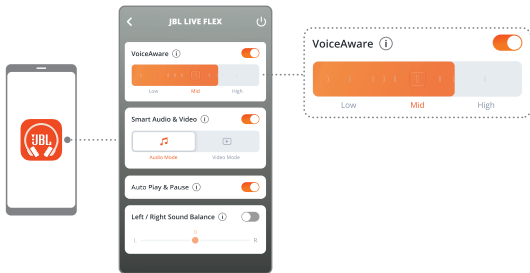 JBL
JBL LIVE FLEX
VoiceAware
Low Mid High
Smart Audio & Video
Audio Mode Video Mode
Auto Play & Pause
Left / Right Sound Balance
0
L R
VoiceAware
Low Mid High